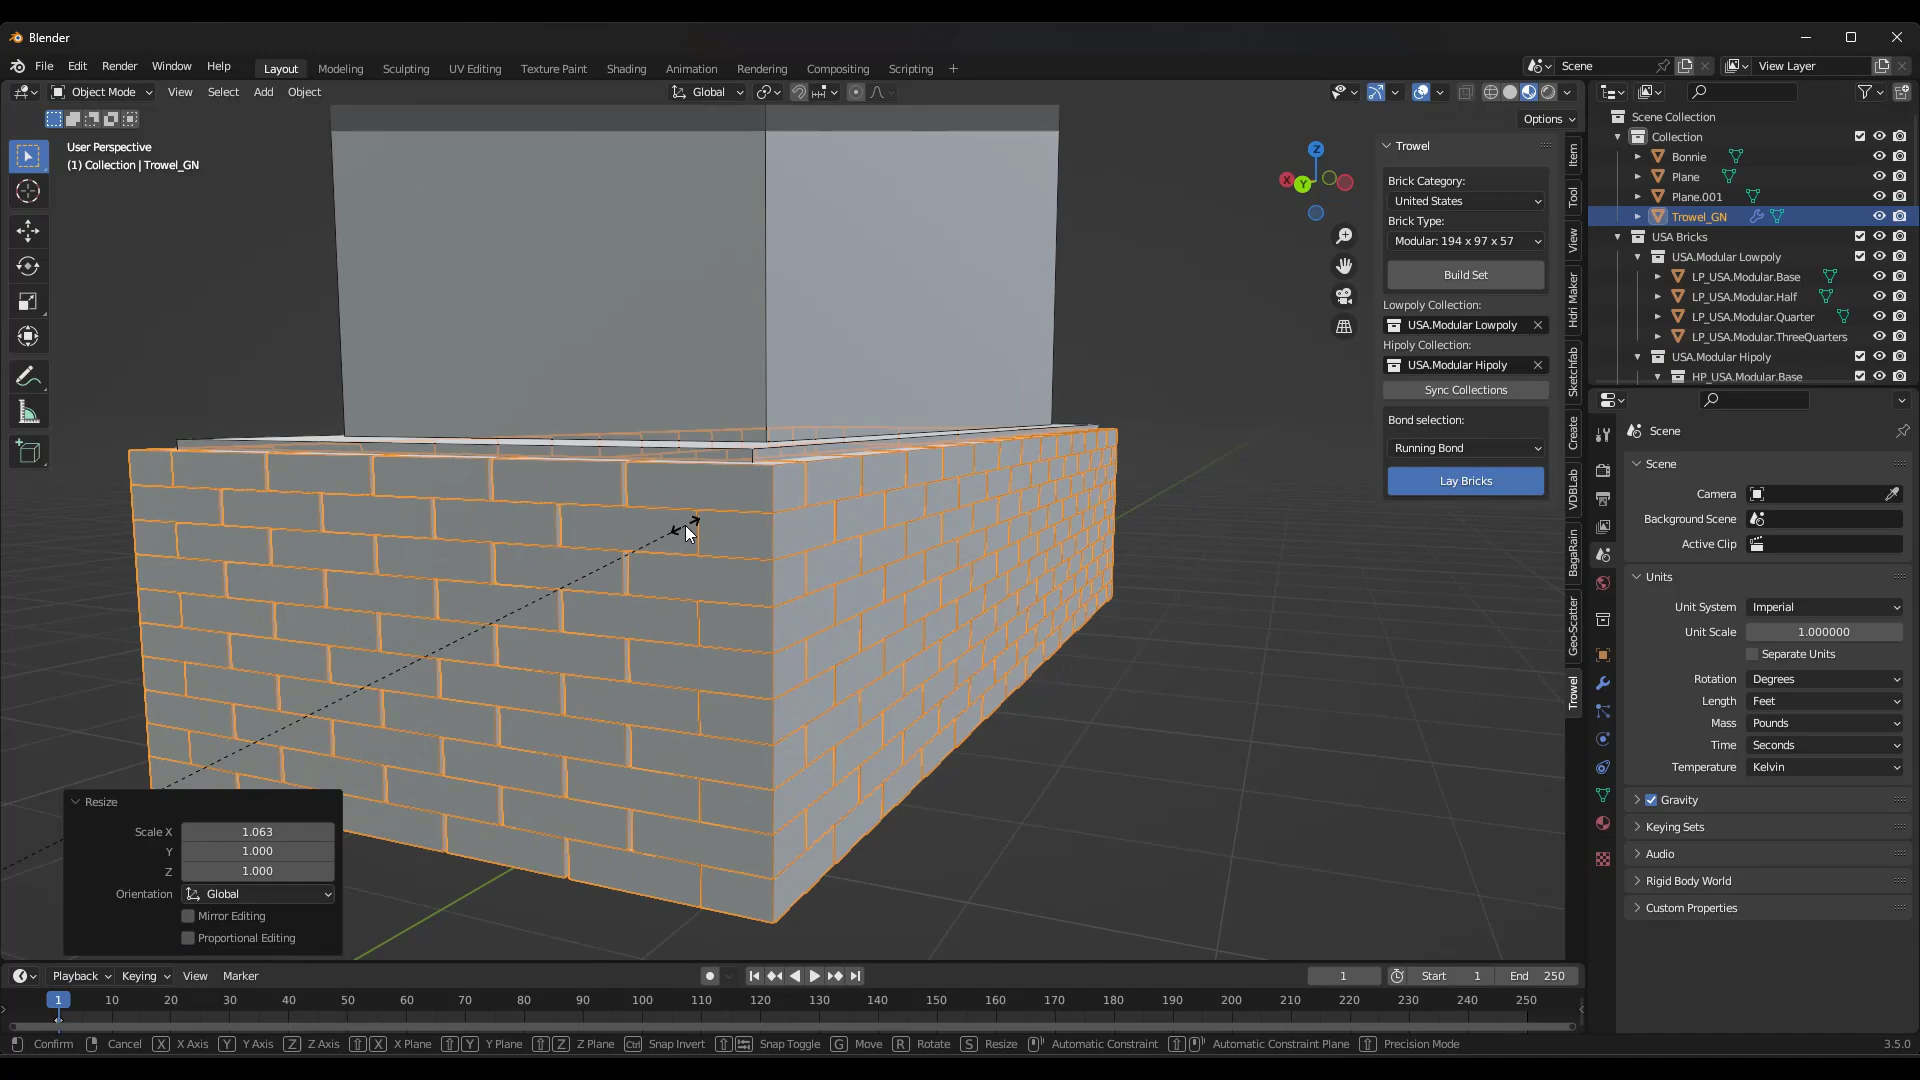 Blender
File Edit Render Window Help
Layout Modeling Sculpting UV Editing Texture Paint Shading Animation Rendering Compositing Scripting +
Scene
View Layer
Object Mode View Select Add Object
Global
Options
User Perspective
(1) Collection | Trowel_GN
Z
X
Y
Trowel
Brick Category:
United States
Brick Type:
Modular: 194 x 97 x 57
Build Set
Lowpoly Collection:
USA.Modular Lowpoly
Hipoly Collection:
USA.Modular Hipoly
Sync Collections
Bond selection:
Running Bond
Lay Bricks
Item
Tool
View
Hdri Maker
Sketchfab
Create
VDBLab
BagaRain
Geo-Scatter
Trowel
Scene Collection
Collection
Bonnie
Plane
Plane.001
Trowel_GN
USA Bricks
USA.Modular Lowpoly
LP_USA.Modular.Base
LP_USA.Modular.Half
LP_USA.Modular.Quarter
LP_USA.Modular.ThreeQuarters
USA.Modular Hipoly
HP_USA.Modular.Base
Scene
Scene
Camera
Background Scene
Active Clip
Units
Unit System Imperial
Unit Scale 1.000000
Separate Units
Rotation Degrees
Length Feet
Mass Pounds
Time Seconds
Temperature Kelvin
Gravity
Keying Sets
Audio
Rigid Body World
Custom Properties
Resize
Scale X 1.063
Y 1.000
Z 1.000
Orientation Global
Mirror Editing
Proportional Editing
Playback Keying View Marker
1 Start 1 End 250
1 10 20 30 40 50 60 70 80 90 100 110 120 130 140 150 160 170 180 190 200 210 220 230 240 250
Confirm Cancel X X Axis Y Y Axis Z Z Axis X X Plane Y Y Plane Z Z Plane Ctrl Snap Invert Snap Toggle G Move R Rotate S Resize Automatic Constraint Automatic Constraint Plane Precision Mode 3.5.0